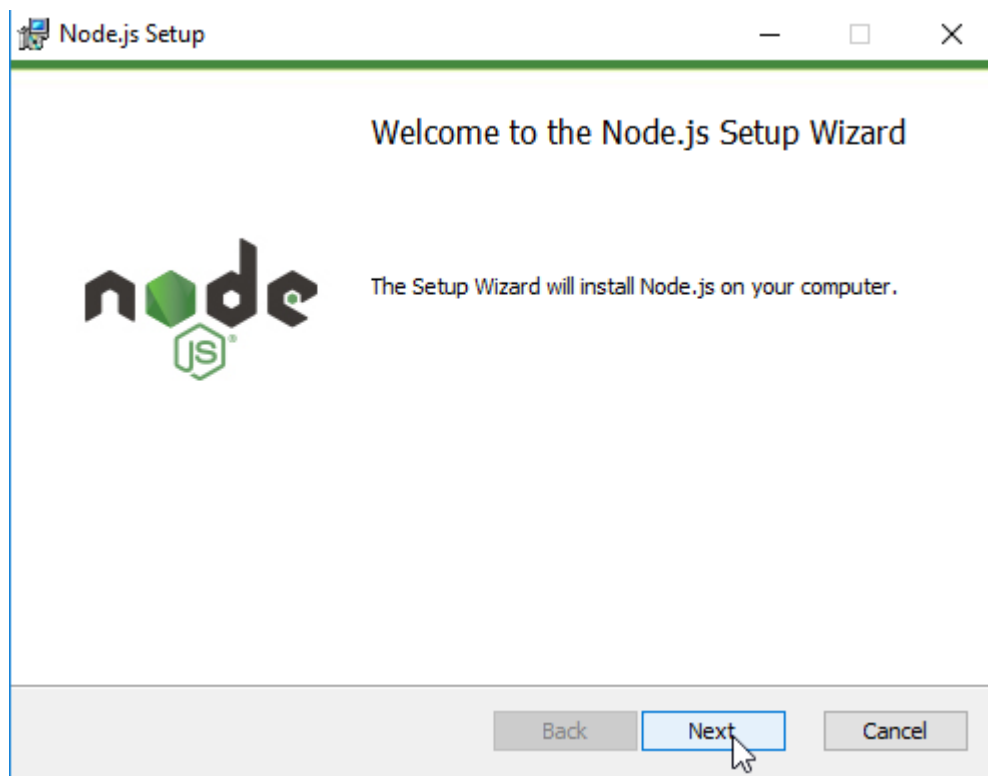 Node.js Setup
Welcome to the Node.js Setup Wizard
The Setup Wizard will install Node.js on your computer.
node
JS®
Back
Next
Cancel